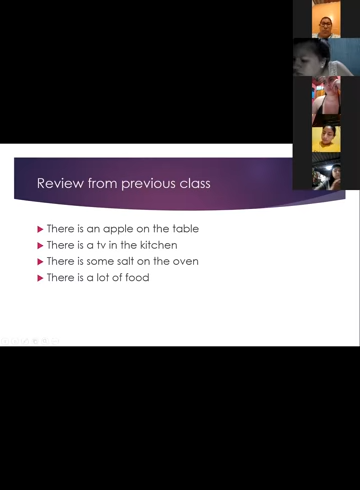 Review from previous class
There is an apple on the table
There is a tv in the kitchen
There is some salt on the oven
There is a lot of food